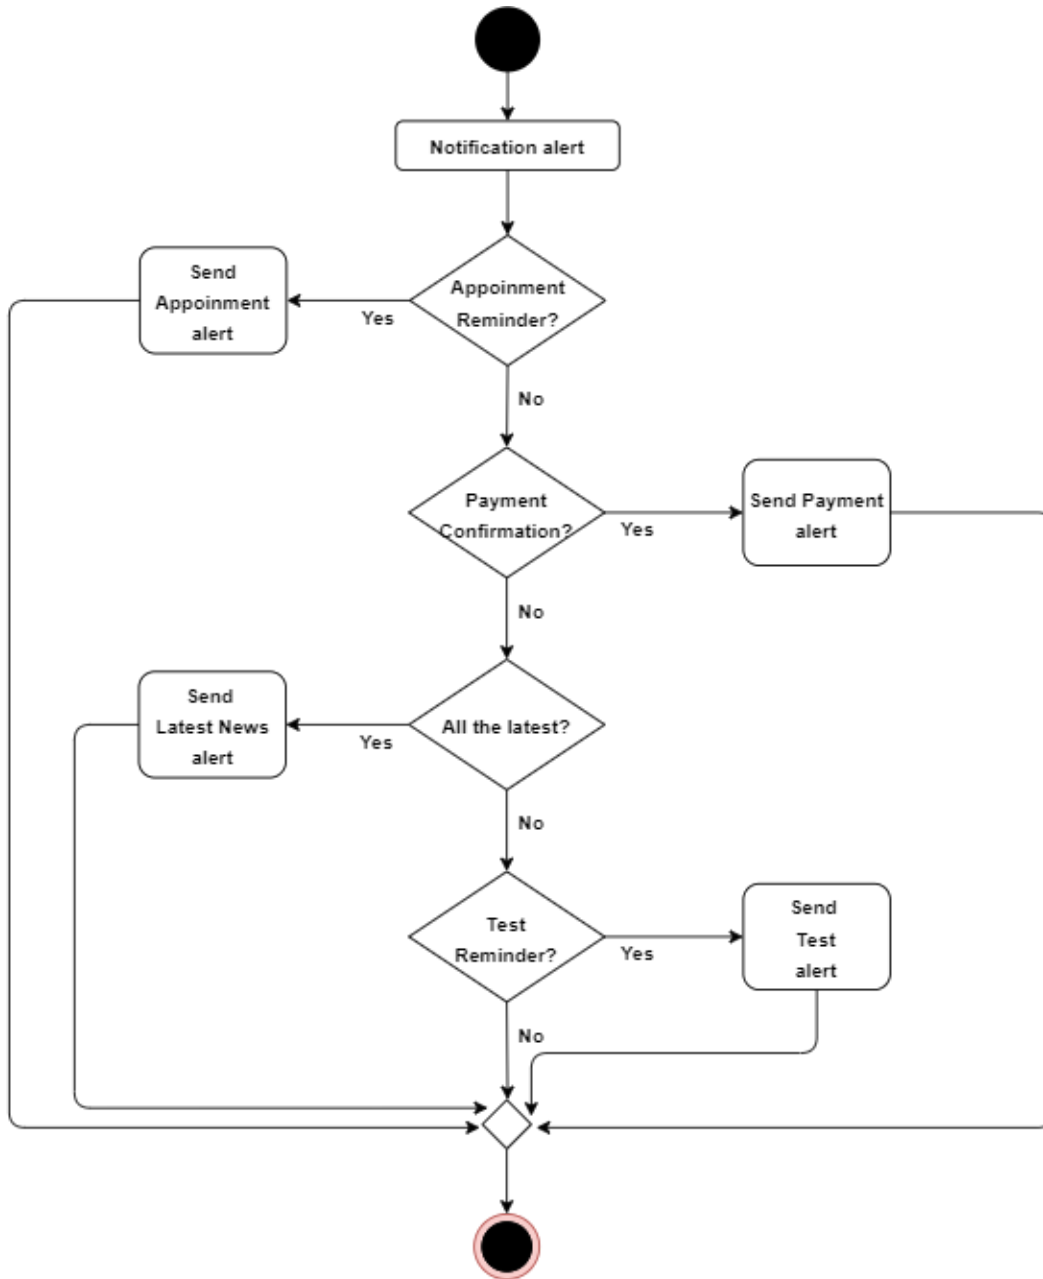 Notification alert
Send
Appoinment
alert
Appoinment
Reminder?
Yes
No
Payment
Confirmation?
Yes
Send Payment
alert
No
Send
Latest News
alert
All the latest?
Yes
No
Test
Reminder?
Yes
Send
Test
alert
No